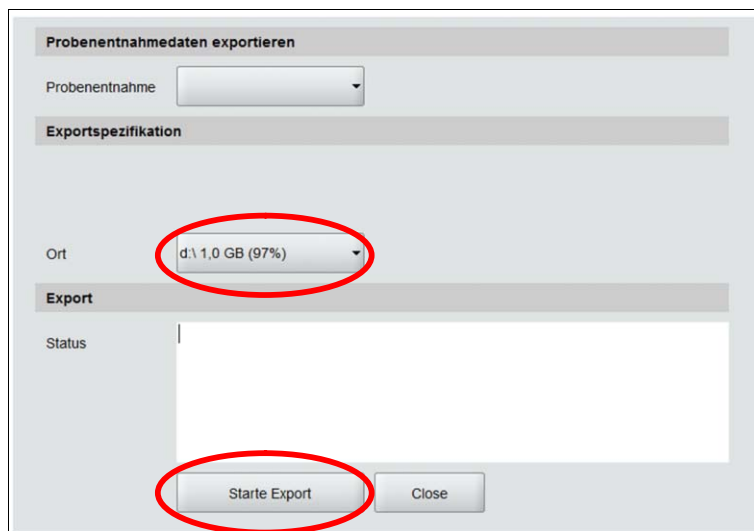 Probenentnahmedaten exportieren
Probenentnahme
Exportspezifikation
Ort d:\ 1,0 GB (97%)
Export
Status
Starte Export Close